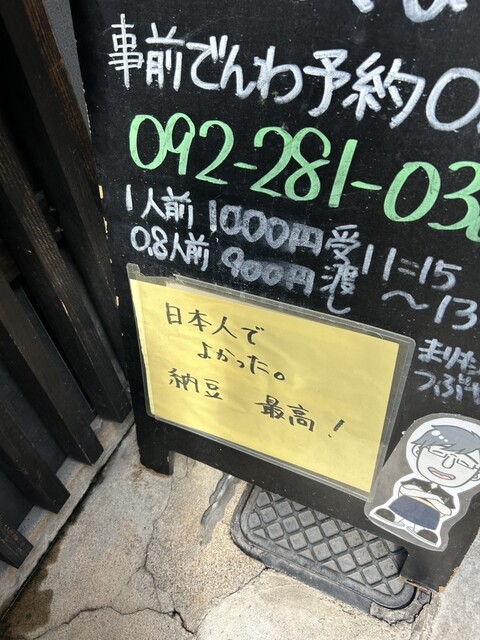 事前でんわ予約O
092-281-03
1人前 1000円
0.8人前 900円
受渡し
11=15
〜13
日本人で
よかった。
納豆 最高!